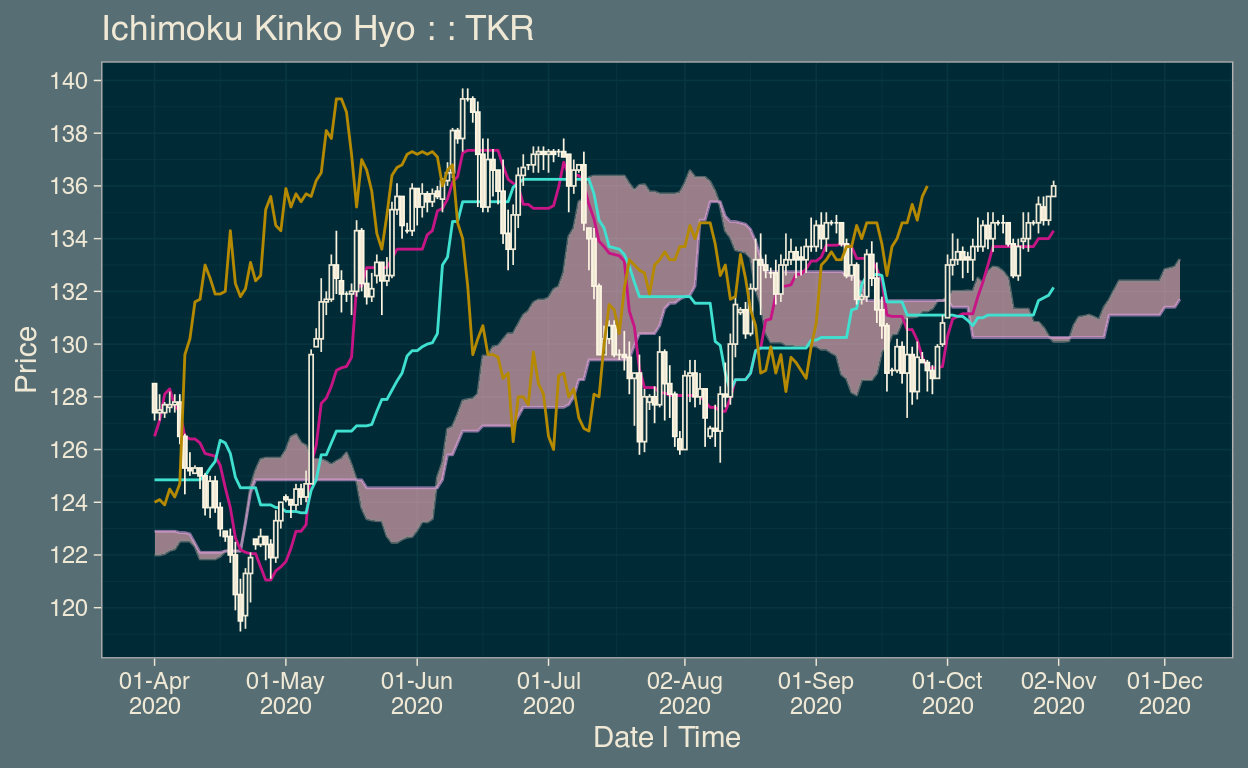 Ichimoku Kinko Hyo : : TKR
140
138
136
134
132
130
128
126
124
122
120
Price
01-Apr 01-May 01-Jun 01-Jul 02-Aug 01-Sep 01-Oct 02-Nov 01-Dec
2020 2020 2020 2020 2020 2020 2020 2020 2020
Date | Time